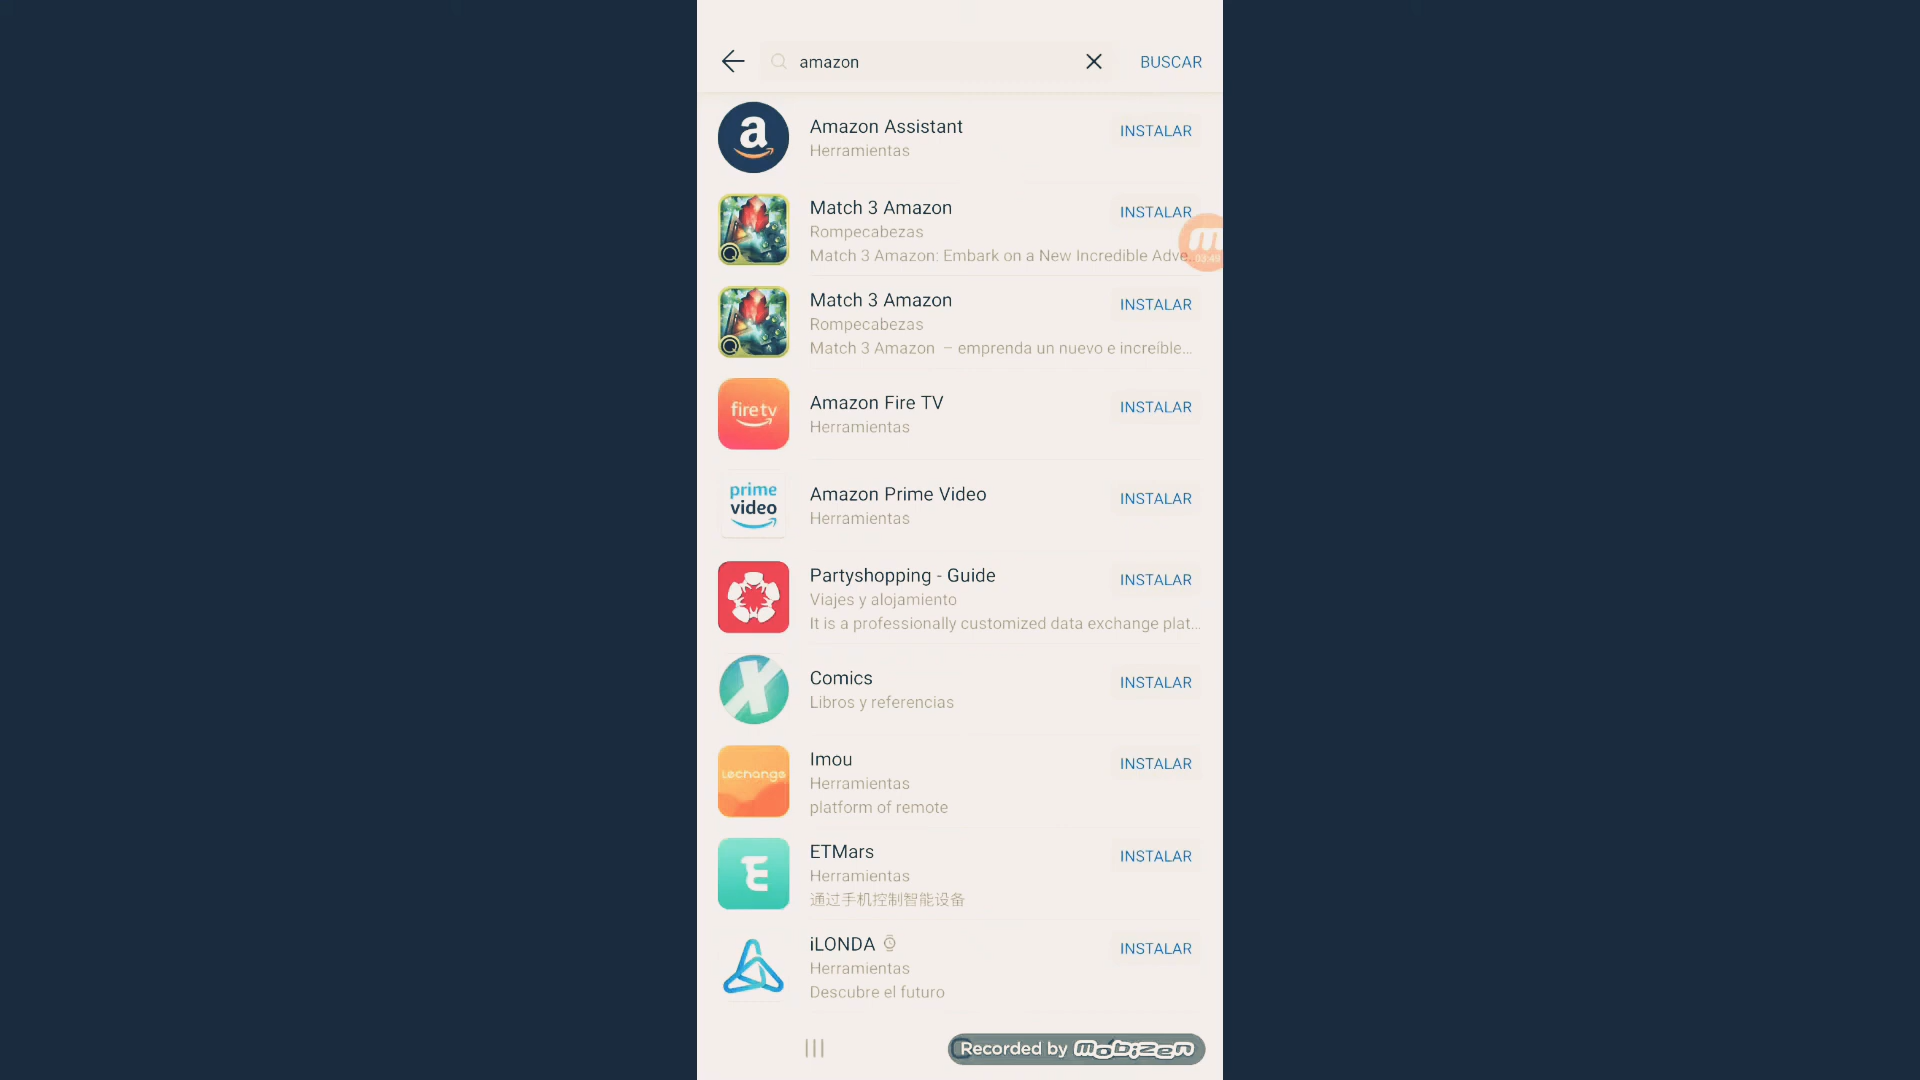 amazon
BUSCAR
a
Amazon Assistant
INSTALAR
Herramientas
Match 3 Amazon
INSTALAR
Rompecabezas
Match 3 Amazon: Embark on a New Incredible Adve...
03:49
Match 3 Amazon
INSTALAR
Rompecabezas
Match 3 Amazon – emprenda un nuevo e increíble...
fire tv
Amazon Fire TV
INSTALAR
Herramientas
prime video
Amazon Prime Video
INSTALAR
Herramientas
Partyshopping - Guide
INSTALAR
Viajes y alojamiento
It is a professionally customized data exchange plat...
Comics
INSTALAR
Libros y referencias
Lechange
Imou
INSTALAR
Herramientas
platform of remote
E
ETMars
INSTALAR
Herramientas
通过手机控制智能设备
iLONDA
INSTALAR
Herramientas
Descubre el futuro
Recorded by mobizen